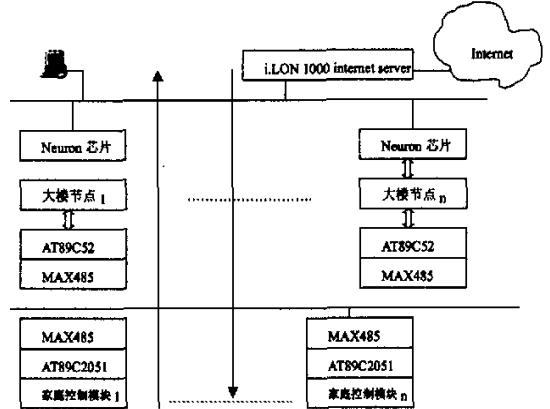 Internet
i.LON 1000 internet server
Neuron 芯片
Neuron 芯片
大楼节点 1
大楼节点 n
AT89C52
AT89C52
MAX485
MAX485
MAX485
MAX485
AT89C2051
AT89C2051
家庭控制模块 1
家庭控制模块 n